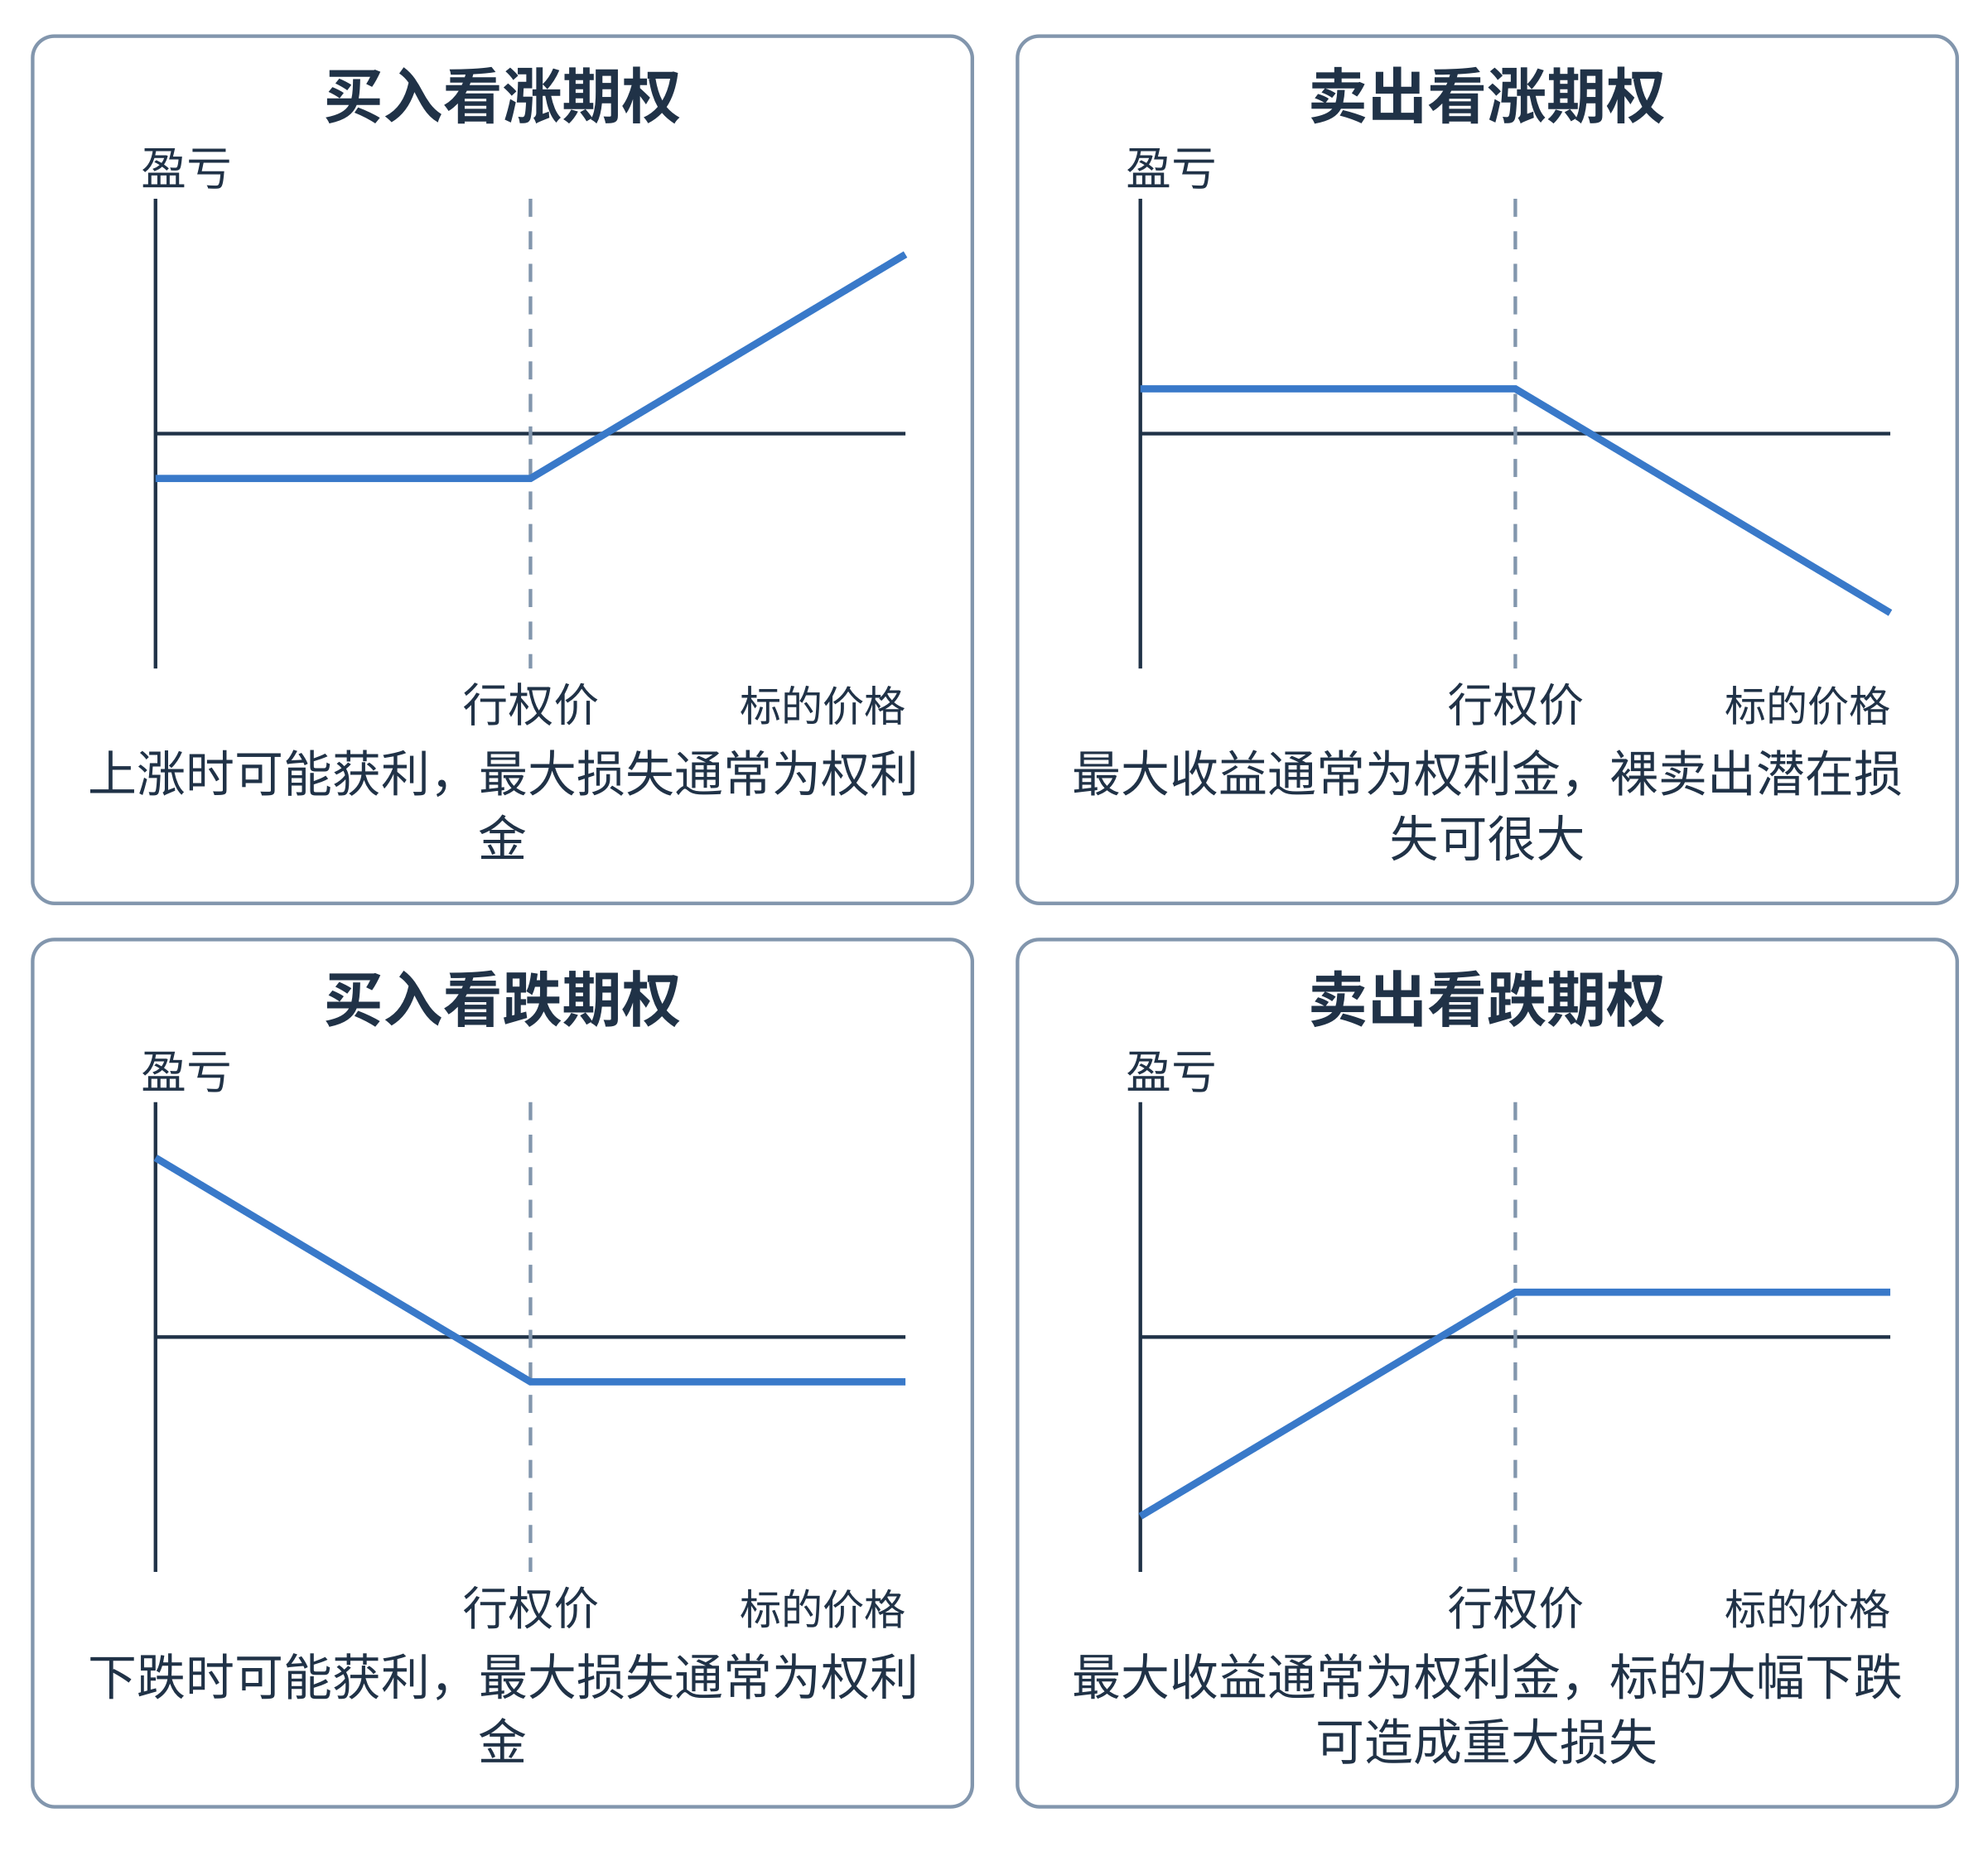 买入看涨期权
盈亏
行权价
标的价格
上涨时可能获利，最大损失通常为权利
金
卖出看涨期权
盈亏
行权价
标的价格
最大收益通常为权利金，裸卖出潜在损
失可很大
买入看跌期权
盈亏
行权价
标的价格
下跌时可能获利，最大损失通常为权利
金
卖出看跌期权
盈亏
行权价
标的价格
最大收益通常为权利金，标的大幅下跌
可造成重大损失